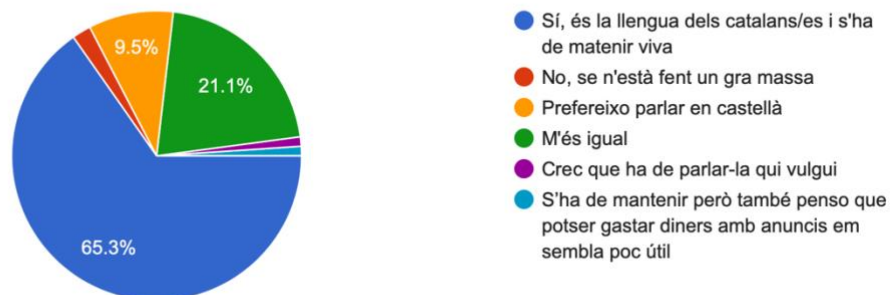 9.5%
21.1%
65.3%
Sí, és la llengua dels catalans/es i s'ha
de matenir viva
No, se n'està fent un gra massa
Prefereixo parlar en castellà
M'és igual
Crec que ha de parlar-la qui vulgui
S'ha de mantenir però també penso que
potser gastar diners amb anuncis em
sembla poc útil